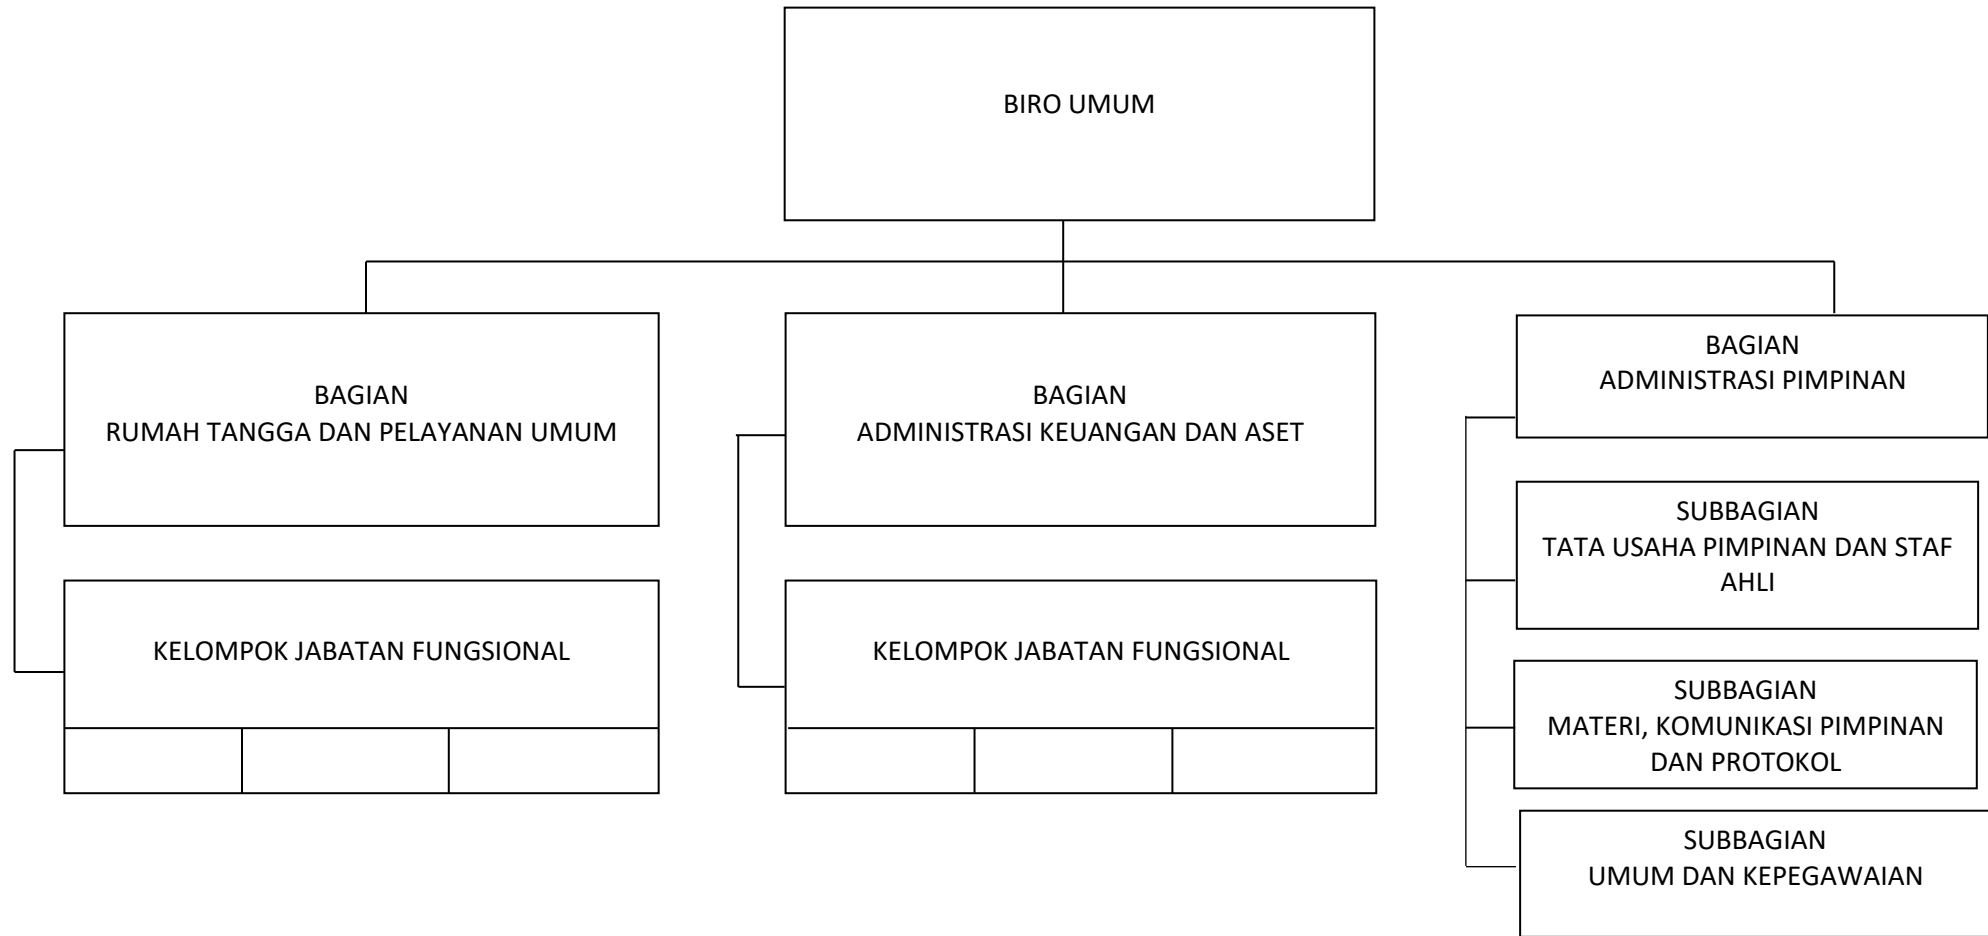 BIRO UMUM
BAGIAN
RUMAH TANGGA DAN PELAYANAN UMUM
BAGIAN
ADMINISTRASI KEUANGAN DAN ASET
BAGIAN
ADMINISTRASI PIMPINAN
KELOMPOK JABATAN FUNGSIONAL
KELOMPOK JABATAN FUNGSIONAL
SUBBAGIAN
TATA USAHA PIMPINAN DAN STAF
AHLI
SUBBAGIAN
MATERI, KOMUNIKASI PIMPINAN
DAN PROTOKOL
SUBBAGIAN
UMUM DAN KEPEGAWAIAN